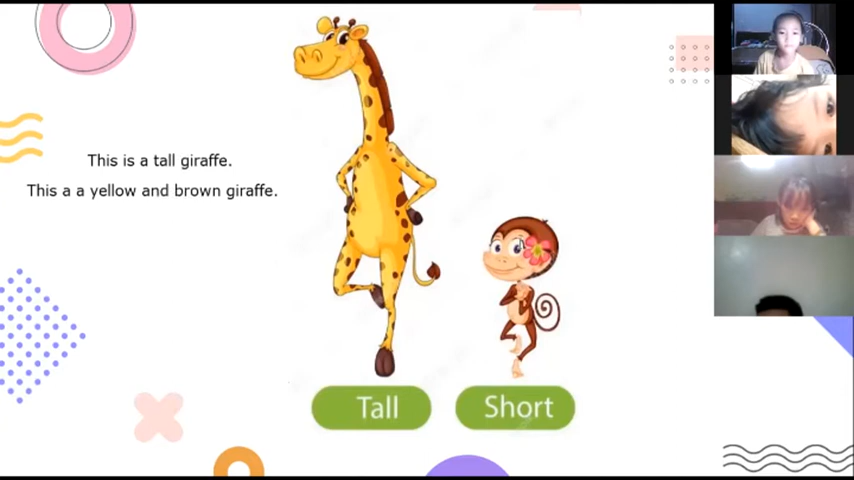 This is a tall giraffe.
This a a yellow and brown giraffe.
Tall
Short